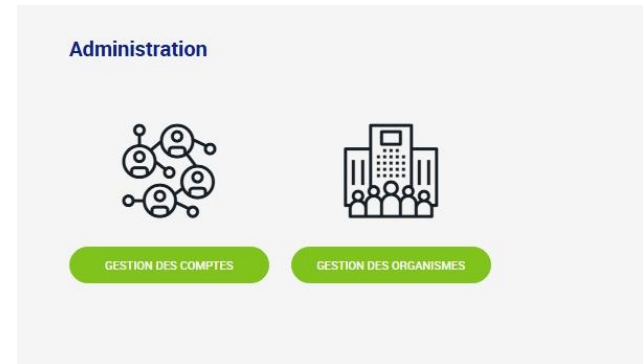 Administration
GESTION DES COMPTES
GESTION DES ORGANISMES